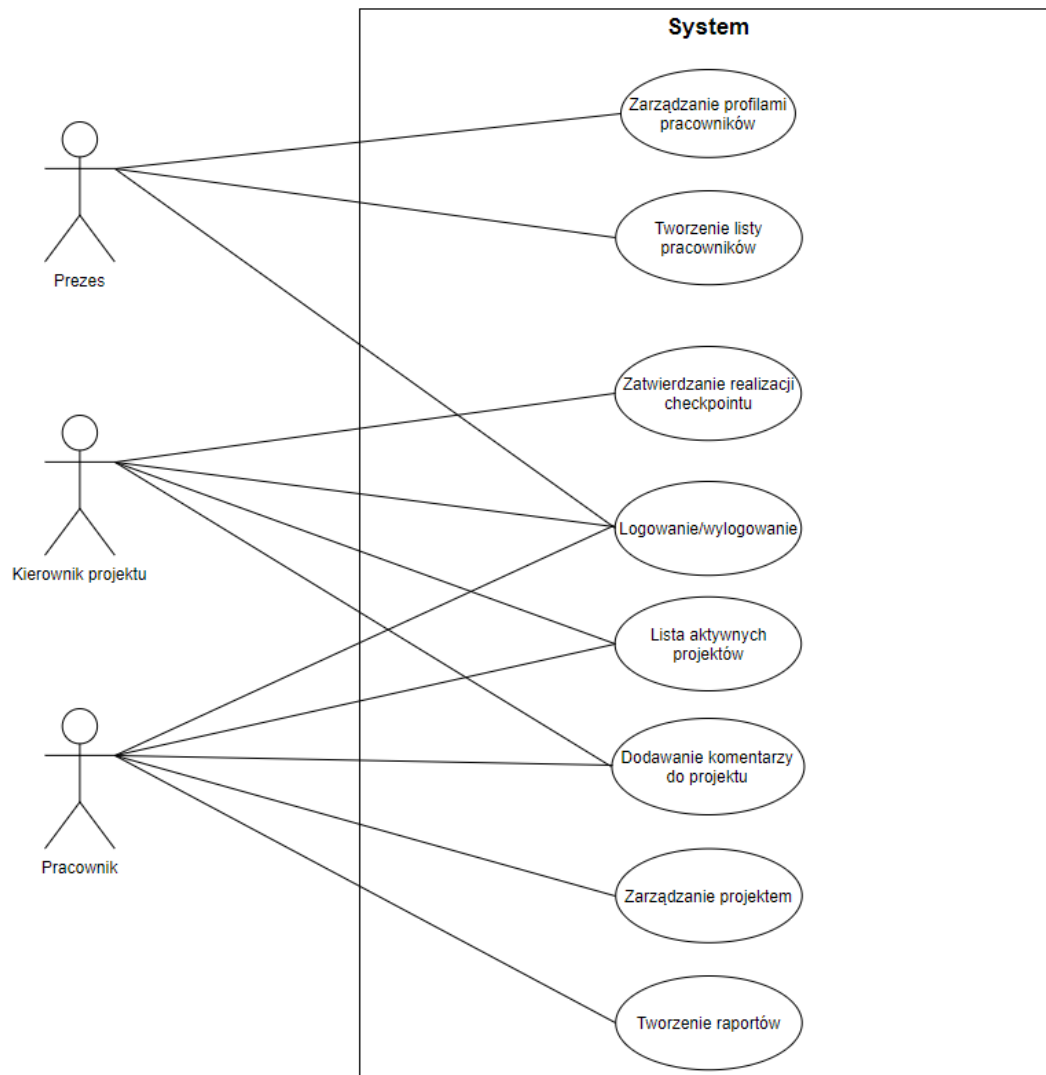 System
Zarządzanie profilami
pracowników
Tworzenie listy
pracowników
Prezes
Zatwierdzanie realizacji
checkpointu
Logowanie/wylogowanie
Kierownik projektu
Lista aktywnych
projektów
Dodawanie komentarzy
do projektu
Pracownik
Zarządzanie projektem
Tworzenie raportów